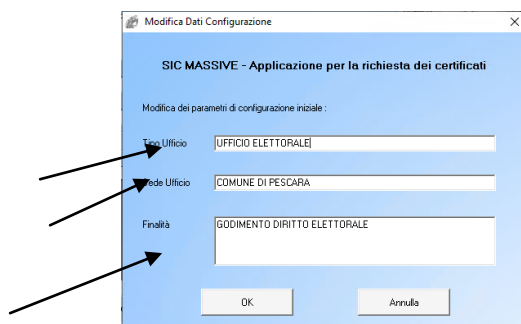 Modifica Dati Configurazione
SIC MASSIVE - Applicazione per la richiesta dei certificati
Modifica dei parametri di configurazione iniziale :
Tipo Ufficio UFFICIO ELETTORALE
Sede Ufficio COMUNE DI PESCARA
Finalità GODIMENTO DIRITTO ELETTORALE
OK Annulla